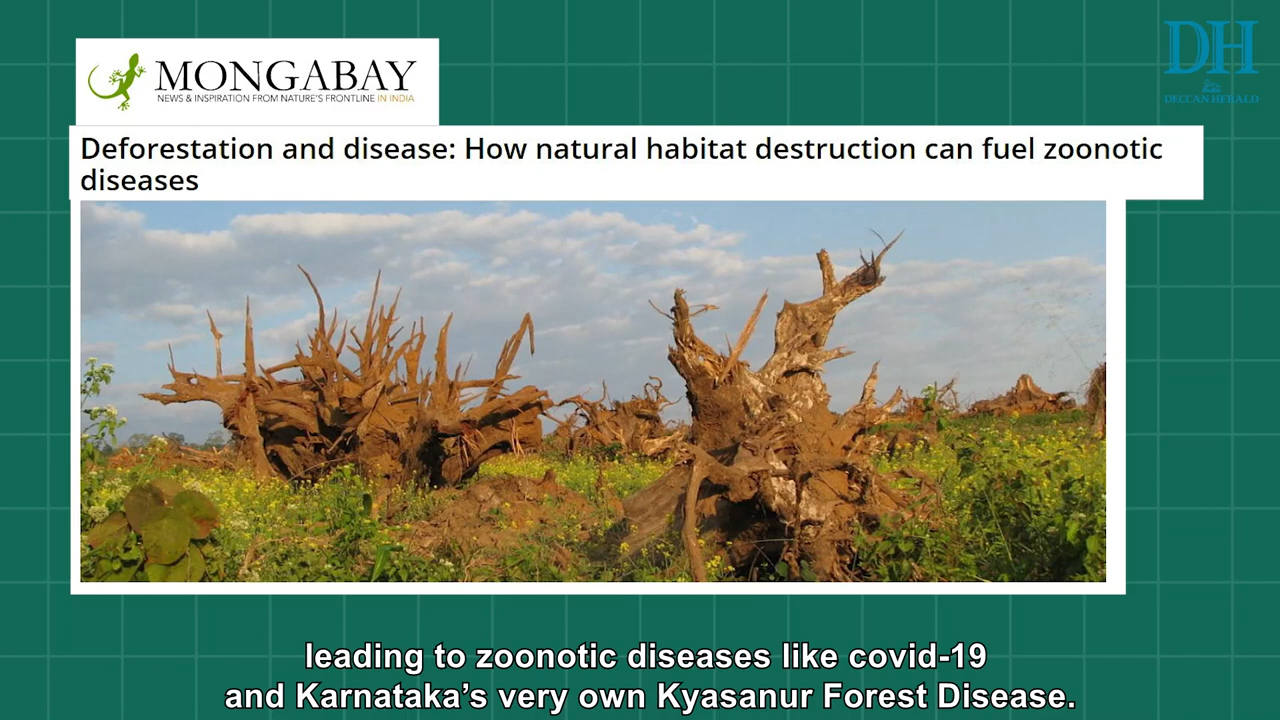 DH
DECCAN HERALD
MONGABAY
NEWS & INSPIRATION FROM NATURE'S FRONTLINE IN INDIA
Deforestation and disease: How natural habitat destruction can fuel zoonotic
diseases
leading to zoonotic diseases like covid-19
and Karnataka’s very own Kyasanur Forest Disease.